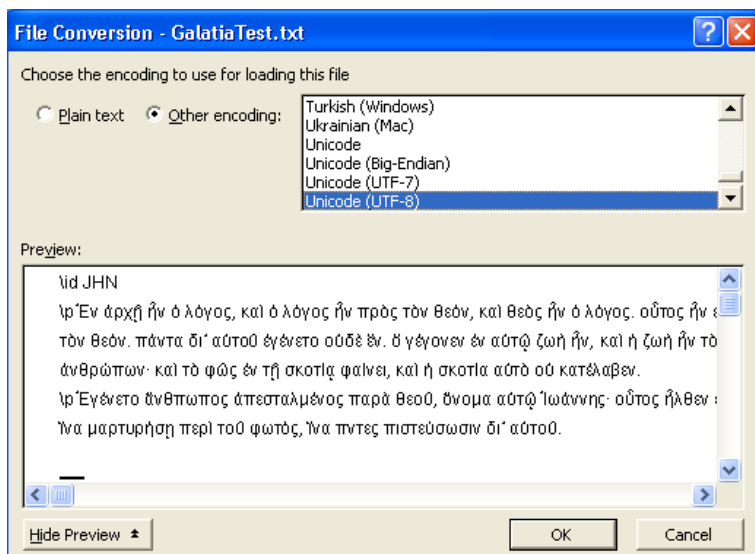 File Conversion - GalatiaTest.txt
Choose the encoding to use for loading this file
Plain text
Other encoding:
Turkish (Windows)
Ukrainian (Mac)
Unicode
Unicode (Big-Endian)
Unicode (UTF-7)
Unicode (UTF-8)
Preview:
\id JHN
\p Ἐν ἀρχῇ ἦν ὁ λόγος, καὶ ὁ λόγος ἦν πρὸς τὸν θεόν, καὶ θεὸς ἦν ὁ λόγος. οὗτος ἦν
τὸν θεόν. πάντα δι᾽ αὐτοῦ ἐγένετο οὐδὲ ἕν. ὃ γέγονεν ἐν αὐτῷ ζωὴ ἦν, καὶ ἡ ζωὴ ἦν τὸ
ἀνθρώπων· καὶ τὸ φῶς ἐν τῇ σκοτίᾳ φαίνει, καὶ ἡ σκοτία αὐτὸ οὐ κατέλαβεν.
\p Ἐγένετο ἄνθπωπος ἀπεσταλμένος παρὰ θεοῦ, ὄνομα αὐτῷ Ἰωάννης· οὗτος ἦλθεν
ἵνα μαρτυρήσῃ περὶ τοῦ φωτός, ἵνα πντες πιστεύσωσιν δι᾽ αὐτοῦ.
Hide Preview
OK
Cancel